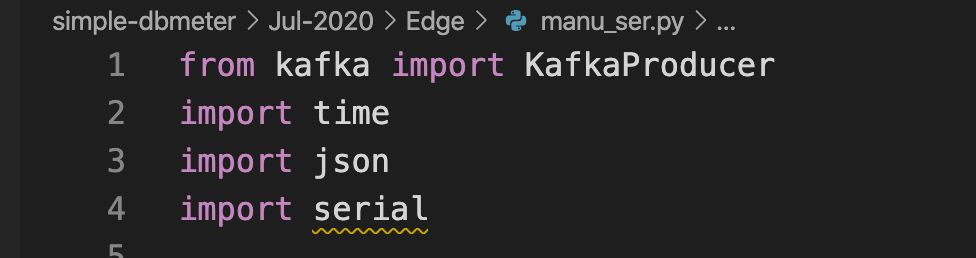 simple-dbmeter > Jul-2020 > Edge > manu_ser.py > ...
1 from kafka import KafkaProducer
2 import time
3 import json
4 import serial
5